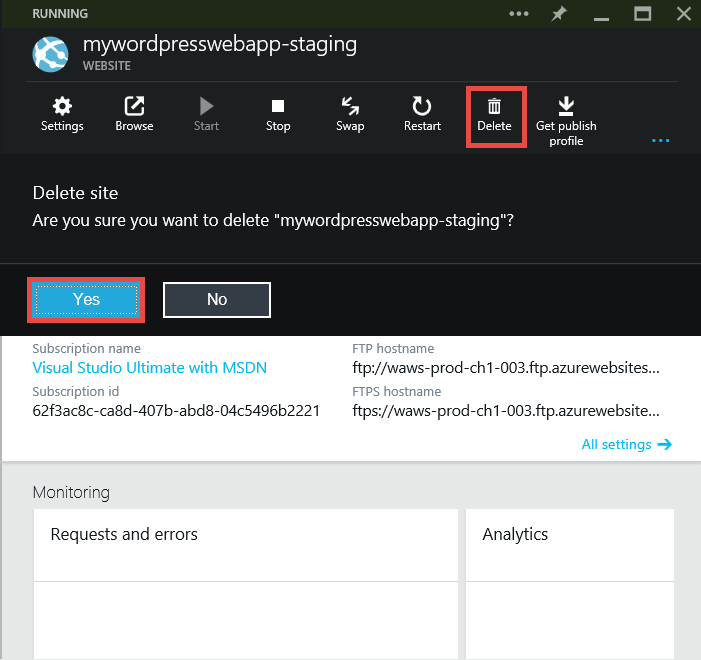 RUNNING
mywordpresswebapp-staging
WEBSITE
Settings
Browse
Start
Stop
Swap
Restart
Delete
Get publish
profile
Delete site
Are you sure you want to delete "mywordpresswebapp-staging"?
Yes
No
Subscription name
Visual Studio Ultimate with MSDN
Subscription id
62f3ac8c-ca8d-407b-abd8-04c5496b2221
FTP hostname
ftp://waws-prod-ch1-003.ftp.azurewebsites...
FTPS hostname
ftps://waws-prod-ch1-003.ftp.azurewebsite...
All settings
Monitoring
Requests and errors
Analytics